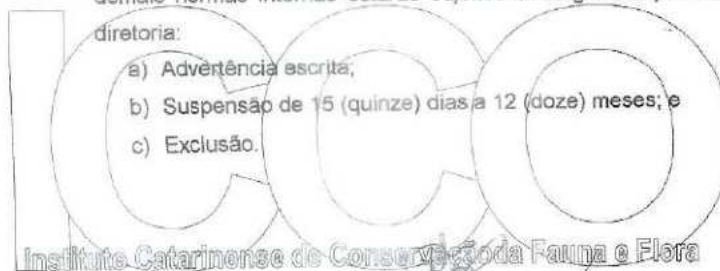 diretoria:
a) Advertência escrita;
b) Suspensão de 15 (quinze) dias a 12 (doze) meses; e
c) Exclusão.
ICCO
Instituto Catarinense de Conservação da Fauna e Flora